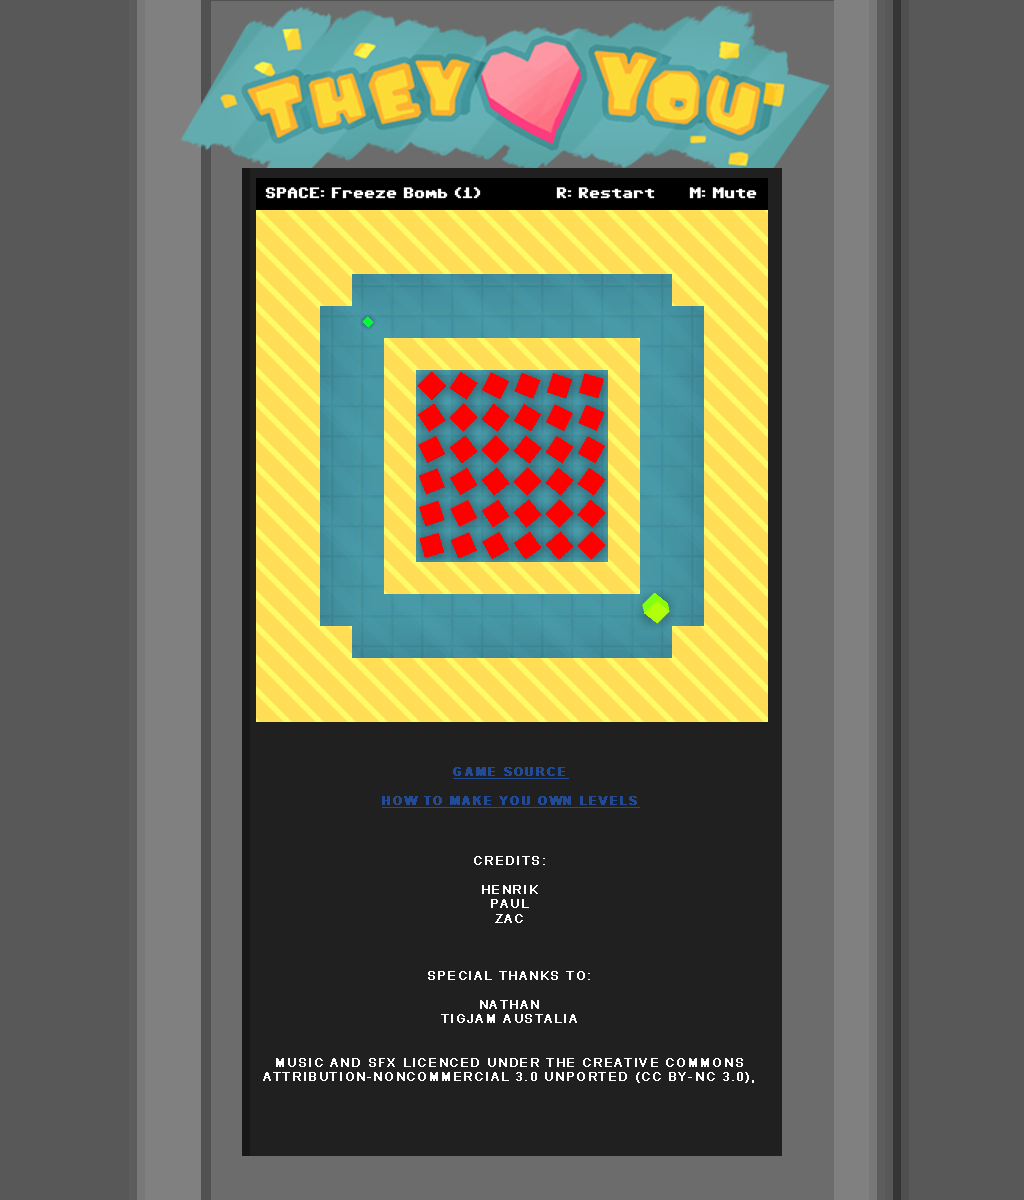 THEY YOU
SPACE: Freeze Bomb (1) R: Restart M: Mute
GAME SOURCE
HOW TO MAKE YOU OWN LEVELS
CREDITS:
HENRIK
PAUL
ZAC
SPECIAL THANKS TO:
NATHAN
TIGJAM AUSTALIA
MUSIC AND SFX LICENCED UNDER THE CREATIVE COMMONS
ATTRIBUTION-NONCOMMERCIAL 3.0 UNPORTED (CC BY-NC 3.0),